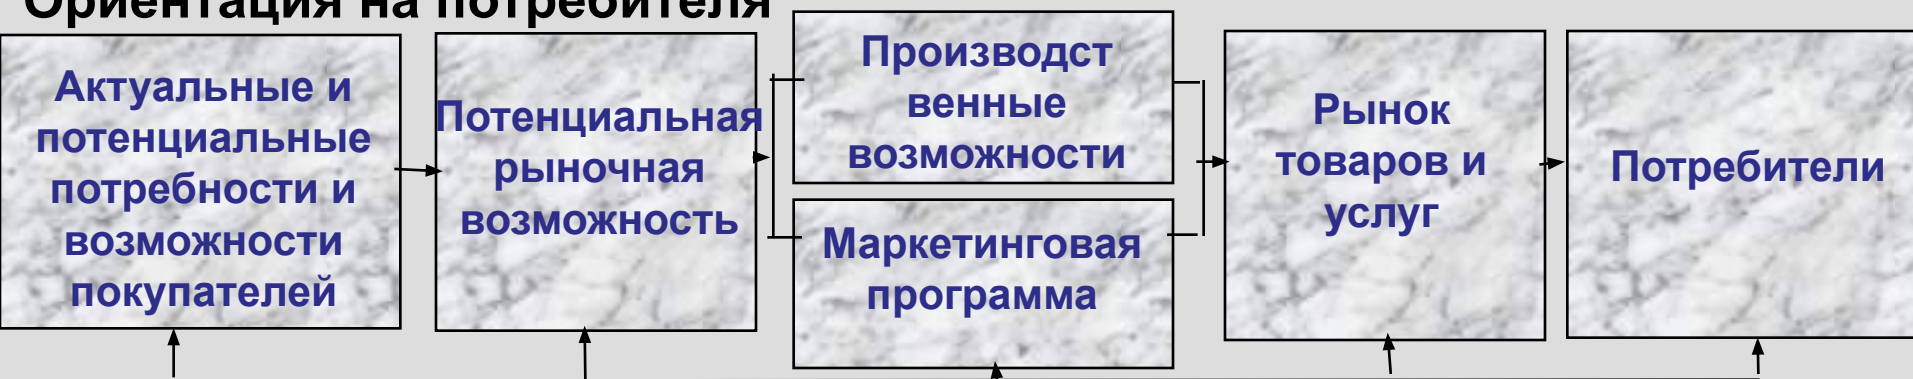 Ориентация на потребителя
Актуальные и
потенциальные
потребности и
возможности
покупателей
Потенциальная
рыночная
возможность
Производст
венные
возможности
Маркетинговая
программа
Рынок
товаров и
услуг
Потребители